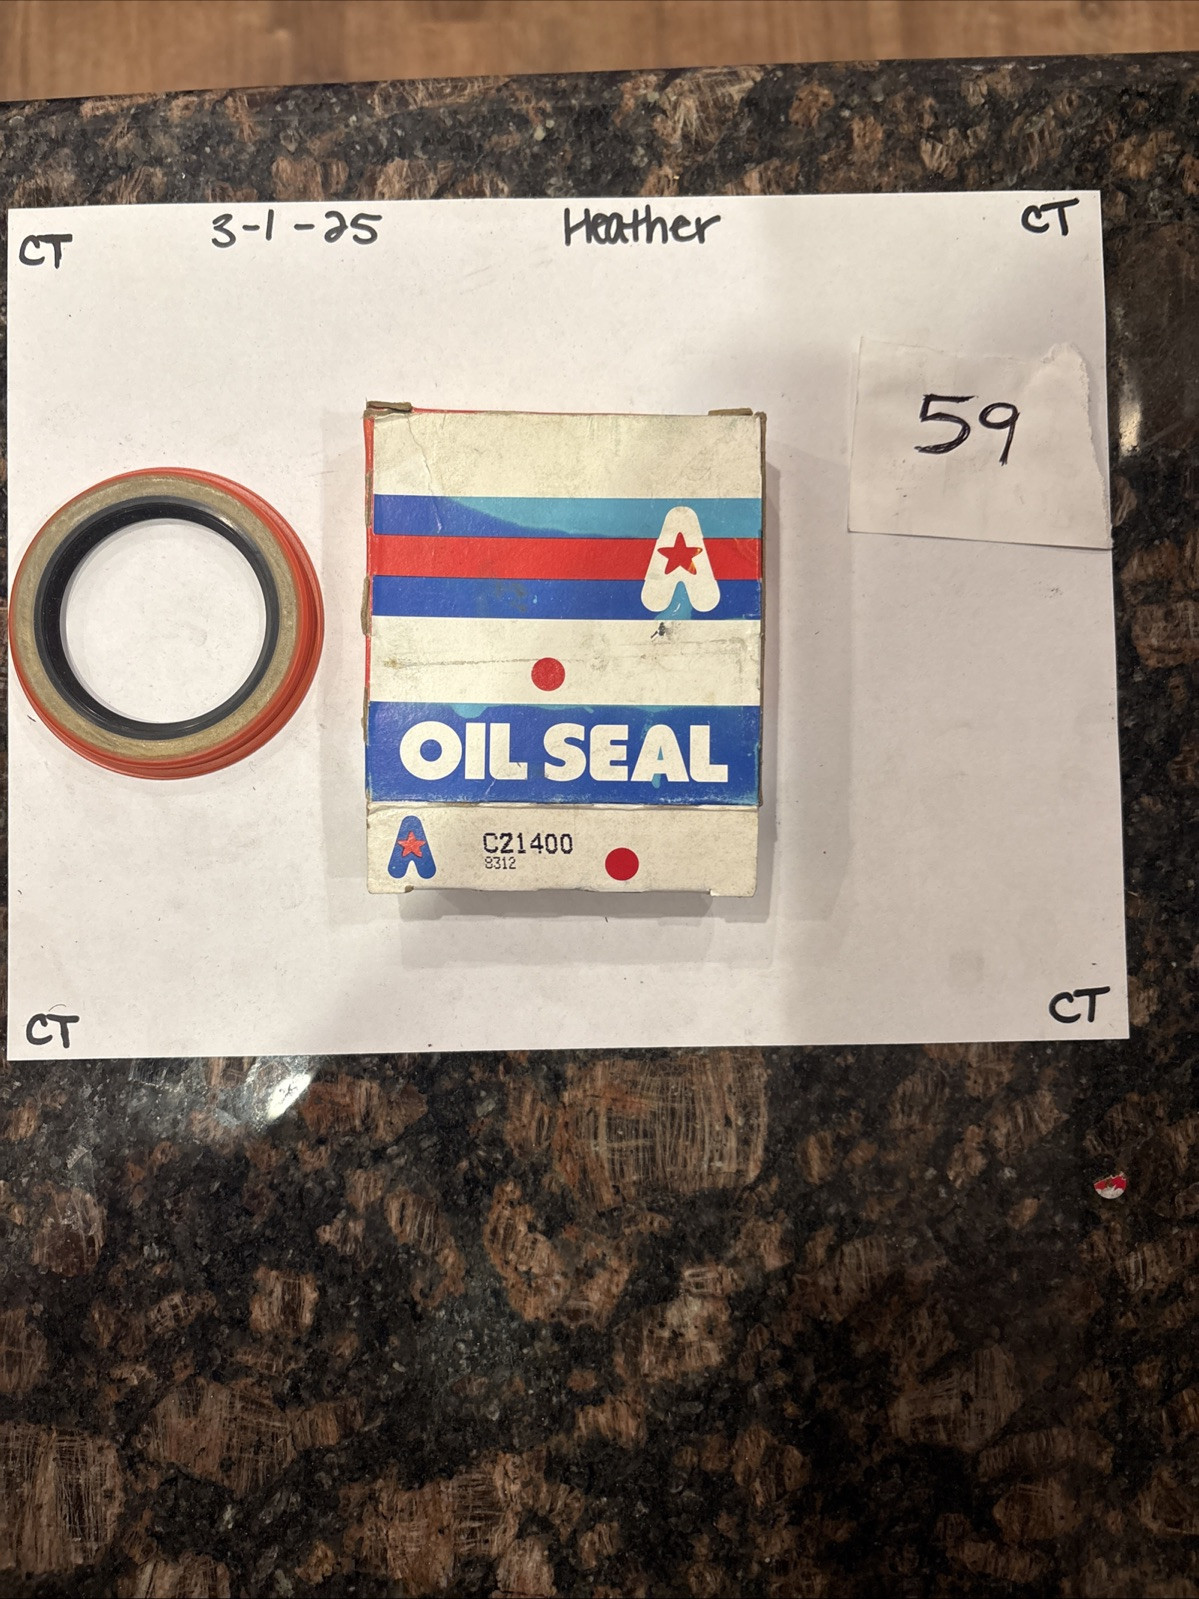 CT 3-1-25 Heather CT
59
A
OIL SEAL
A C21400
8312
CT CT